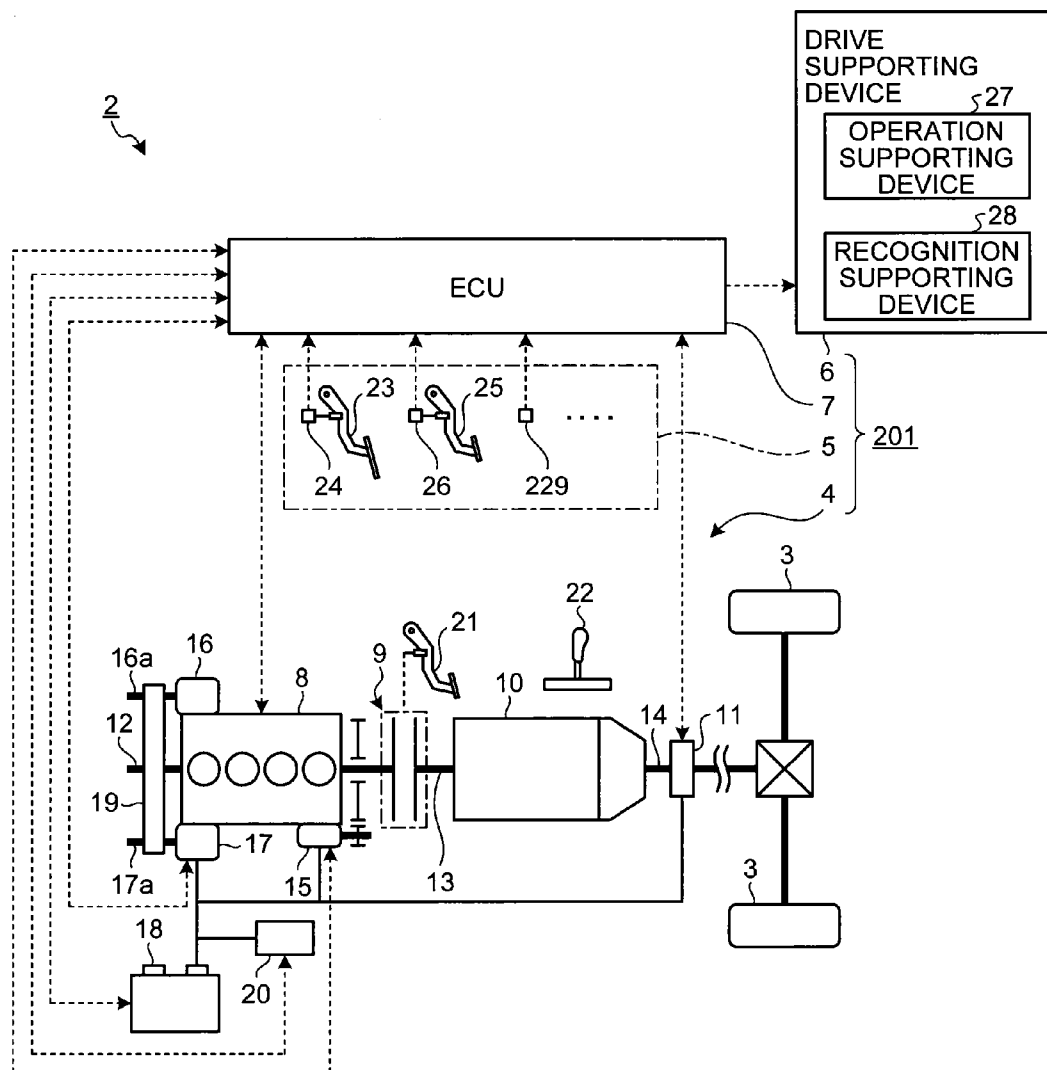 DRIVE
SUPPORTING
DEVICE
27
OPERATION
SUPPORTING
DEVICE
28
RECOGNITION
SUPPORTING
DEVICE
2
ECU
6
7
5
4
201
23
25
24
26
229
....
3
22
21
16
16a
8
9
10
14
11
12
19
17
17a
15
13
3
18
20